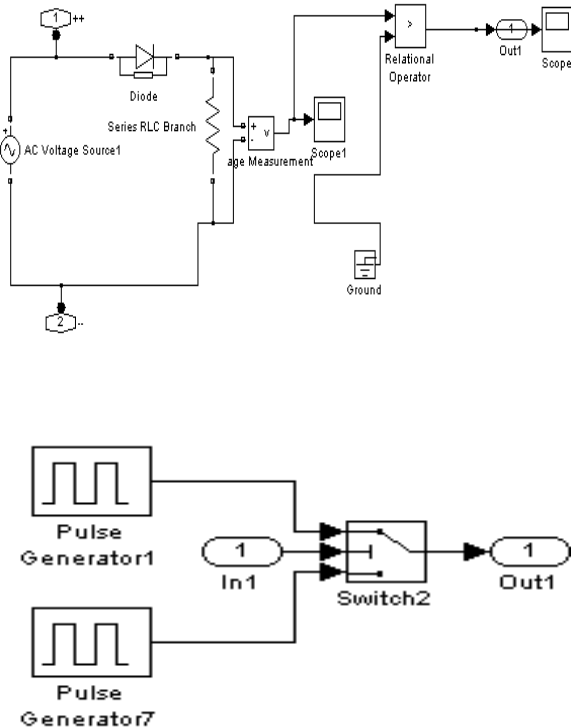 1 ++
Diode
Series RLC Branch
AC Voltage Source1
+
+ v
-
age Measurement
Scope1
>
Relational
Operator
1
Out1
Scope
Ground
2 --
Pulse
Generator1
1
In1
Switch2
1
Out1
Pulse
Generator7